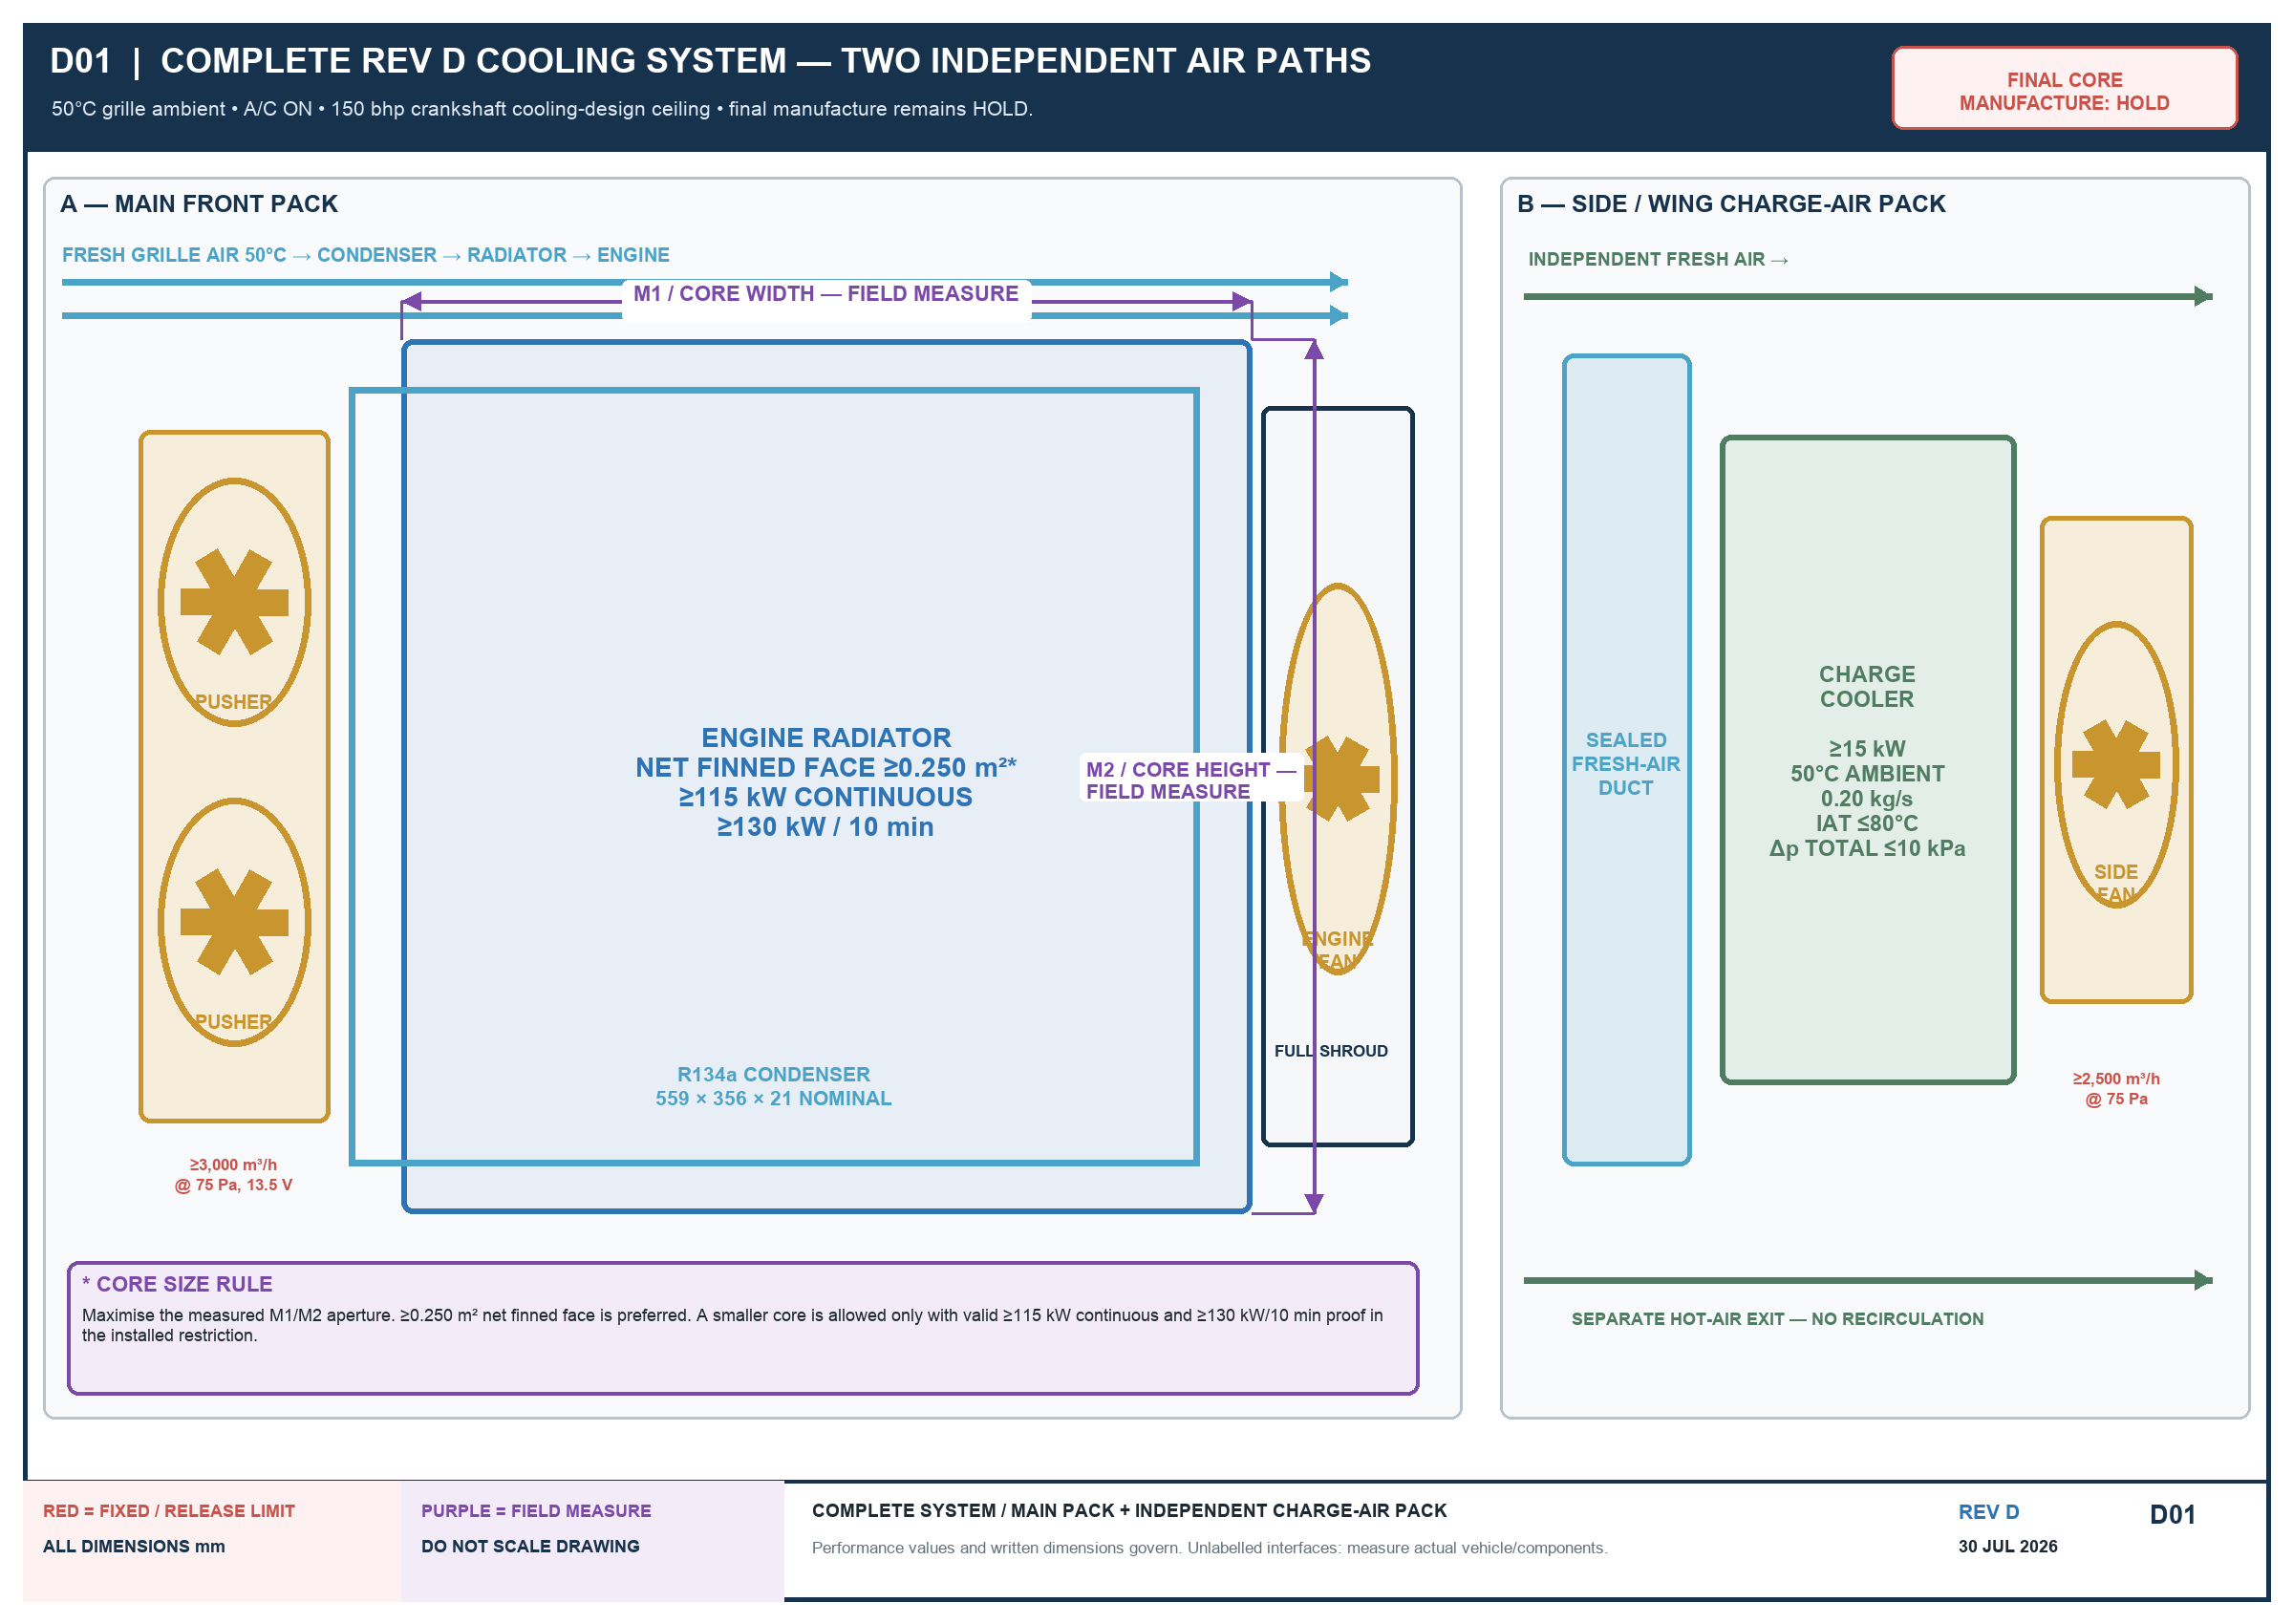 D01 | COMPLETE REV D COOLING SYSTEM — TWO INDEPENDENT AIR PATHS
50°C grille ambient • A/C ON • 150 bhp crankshaft cooling-design ceiling • final manufacture remains HOLD.
FINAL CORE
MANUFACTURE: HOLD
A — MAIN FRONT PACK
FRESH GRILLE AIR 50°C → CONDENSER → RADIATOR → ENGINE
M1 / CORE WIDTH — FIELD MEASURE
PUSHER
PUSHER
≥3,000 m³/h
@ 75 Pa, 13.5 V
ENGINE RADIATOR
NET FINNED FACE ≥0.250 m²*
≥115 kW CONTINUOUS
≥130 kW / 10 min
M2 / CORE HEIGHT —
FIELD MEASURE
R134a CONDENSER
559 × 356 × 21 NOMINAL
ENGINE
FAN
FULL SHROUD
* CORE SIZE RULE
Maximise the measured M1/M2 aperture. ≥0.250 m² net finned face is preferred. A smaller core is allowed only with valid ≥115 kW continuous and ≥130 kW/10 min proof in
the installed restriction.
B — SIDE / WING CHARGE-AIR PACK
INDEPENDENT FRESH AIR →
SEALED
FRESH-AIR
DUCT
CHARGE
COOLER
≥15 kW
50°C AMBIENT
0.20 kg/s
IAT ≤80°C
Δp TOTAL ≤10 kPa
SIDE
FAN
≥2,500 m³/h
@ 75 Pa
SEPARATE HOT-AIR EXIT — NO RECIRCULATION
RED = FIXED / RELEASE LIMIT
ALL DIMENSIONS mm
PURPLE = FIELD MEASURE
DO NOT SCALE DRAWING
COMPLETE SYSTEM / MAIN PACK + INDEPENDENT CHARGE-AIR PACK
Performance values and written dimensions govern. Unlabelled interfaces: measure actual vehicle/components.
REV D
30 JUL 2026
D01